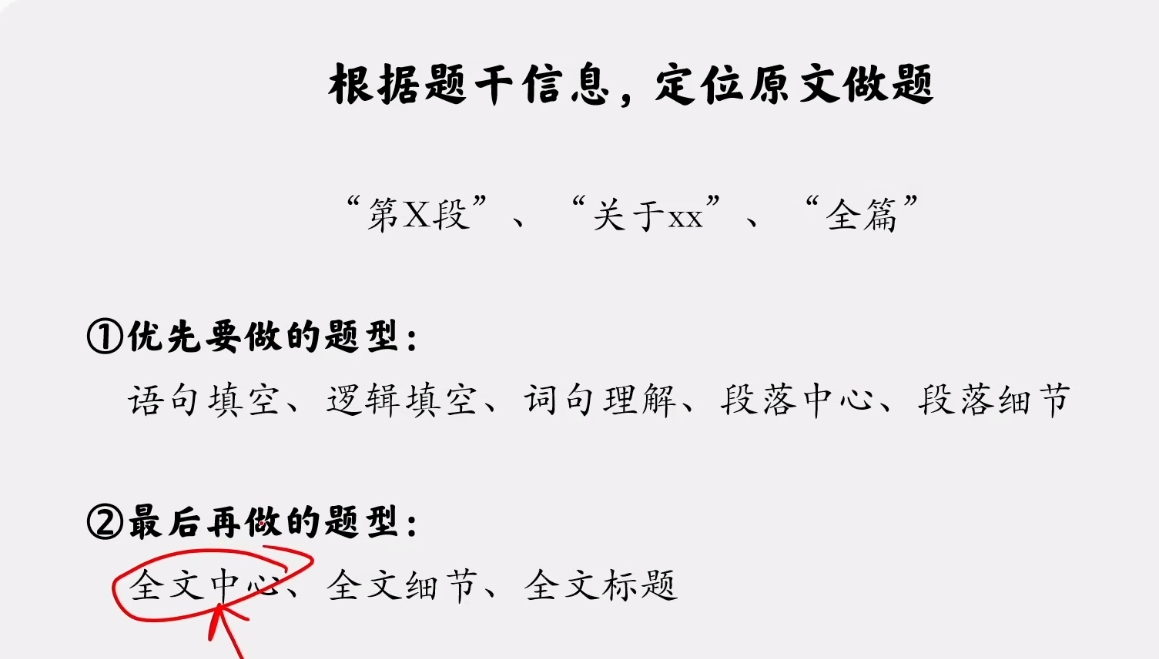 根据题干信息，定位原文做题
“第X段”、“关于xx”、“全篇”
①优先要做的题型：
语句填空、逻辑填空、词句理解、段落中心、段落细节
②最后再做的题型：
全文中心、全文细节、全文标题